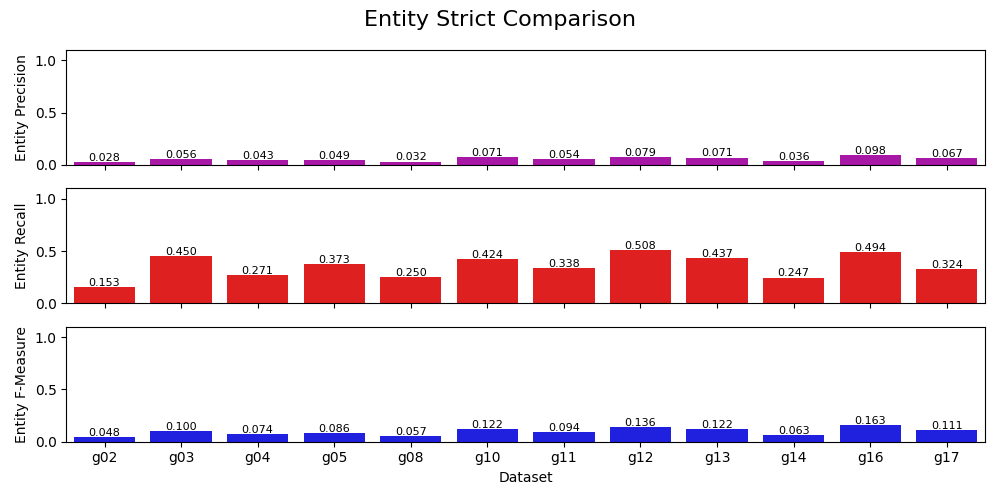 Entity Strict Comparison
Entity Precision
1.0
0.5
0.0
0.028 0.056 0.043 0.049 0.032 0.071 0.054 0.079 0.071 0.036 0.098 0.067
Entity Recall
1.0
0.5
0.0
0.153 0.450 0.271 0.373 0.250 0.424 0.338 0.508 0.437 0.247 0.494 0.324
Entity F-Measure
1.0
0.5
0.0
0.048 0.100 0.074 0.086 0.057 0.122 0.094 0.136 0.122 0.063 0.163 0.111
g02 g03 g04 g05 g08 g10 g11 g12 g13 g14 g16 g17
Dataset